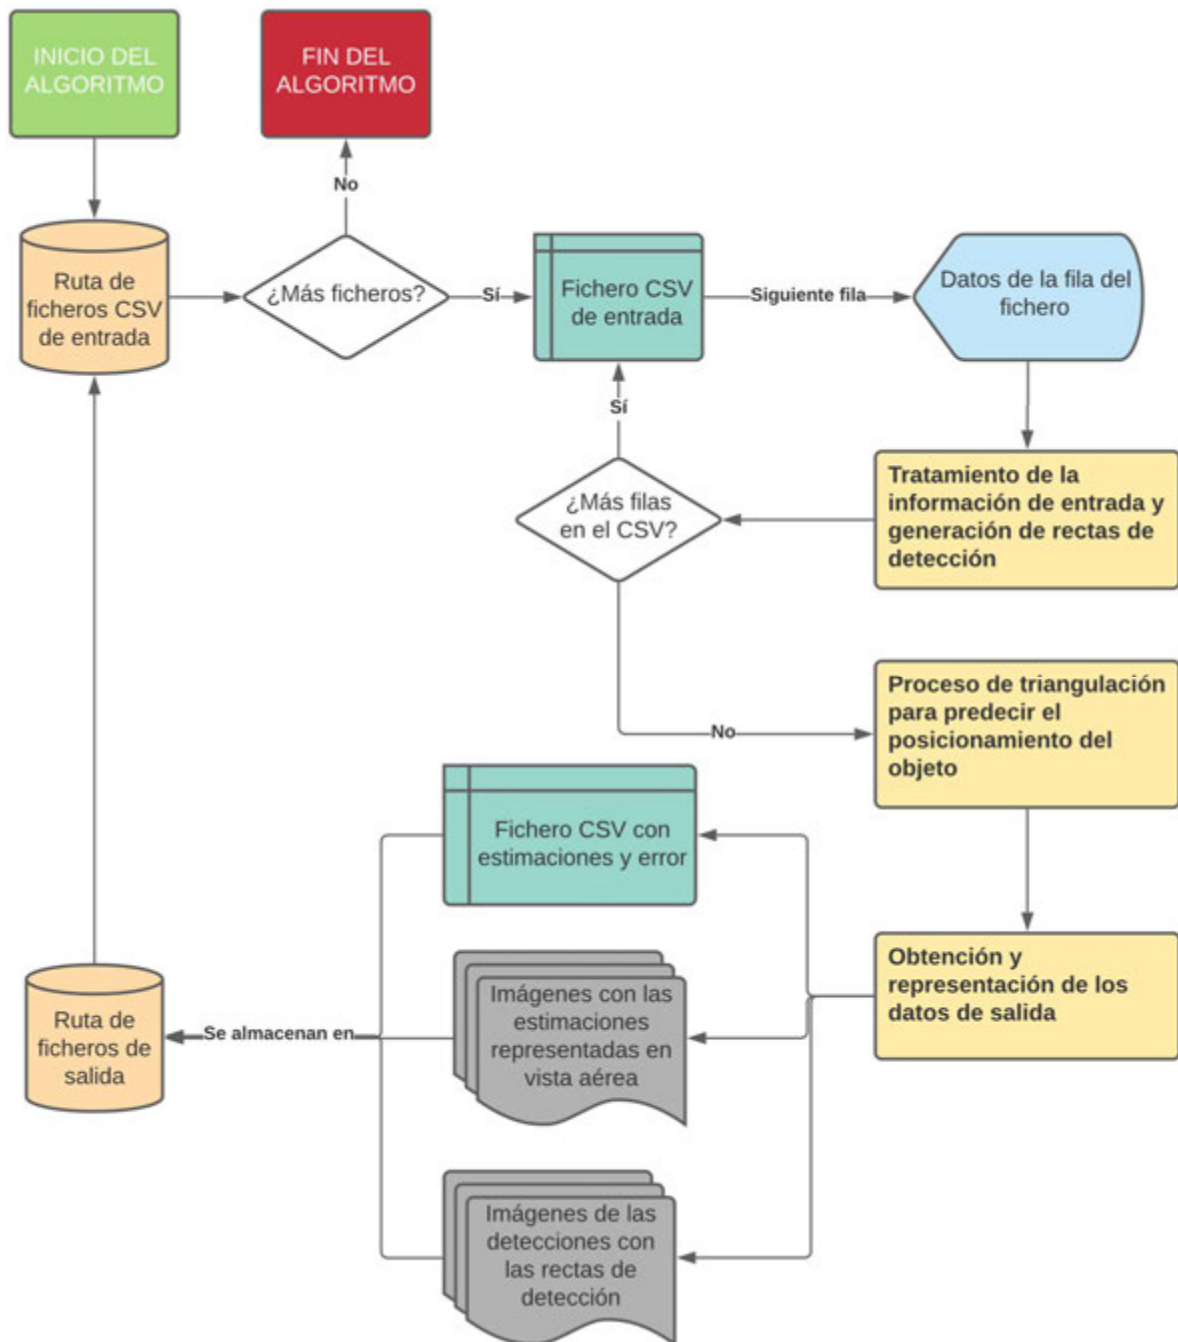 INICIO DEL
ALGORITMO
FIN DEL
ALGORITMO
No
Ruta de
ficheros CSV
de entrada
¿Más ficheros?
Sí
Fichero CSV
de entrada
Siguiente fila
Datos de la fila del
fichero
Sí
¿Más filas
en el CSV?
Tratamiento de la
información de entrada y
generación de rectas de
detección
No
Proceso de triangulación
para predecir el
posicionamiento del
objeto
Fichero CSV con
estimaciones y error
Obtención y
representación de los
datos de salida
Imágenes con las
estimaciones
representadas en
vista aérea
Se almacenan en
Ruta de
ficheros de
salida
Imágenes de las
detecciones con
las rectas de
detección